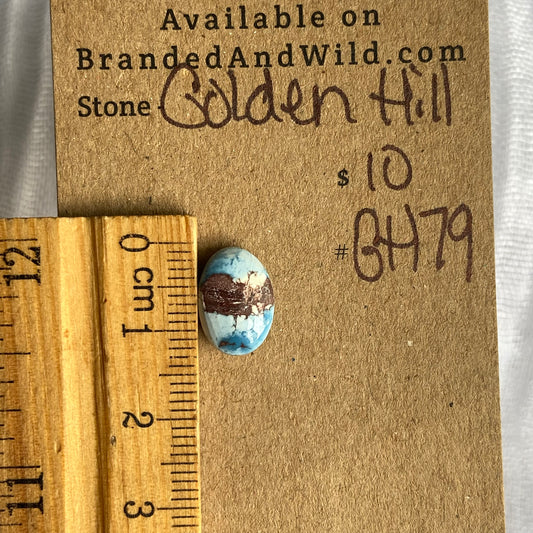 Available on
BrandedAndWild.com
Stone Golden Hill
$ 10
# GH79
0 cm 1 2 3
12 11